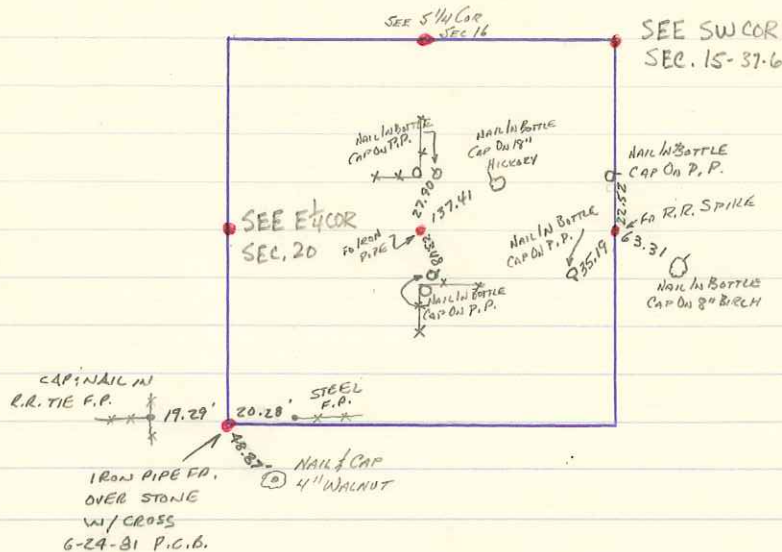 SEE S 1/4 COR
SEC 16
SEE SW COR
SEC. 15-37-6
NAIL IN BOTTLE
CAP ON P.P.
NAIL IN BOTTLE
CAP ON 18"
HICKORY
NAIL IN BOTTLE
CAP ON P.P.
27.90
137.41
22.52
SEE E 1/4 COR
SEC. 20
FD IRON
PIPE
23.48
NAIL IN BOTTLE
CAP ON P.P.
FD R.R. SPIKE
63.31
35.19
NAIL IN BOTTLE
CAP ON P.P.
NAIL IN BOTTLE
CAP ON 8" BIRCH
CAP & NAIL IN
R.R. TIE F.P.
19.29'
20.28'
STEEL
F.P.
48.87'
NAIL & CAP
4" WALNUT
IRON PIPE FD.
OVER STONE
W/ CROSS
6-24-81 P.C.B.